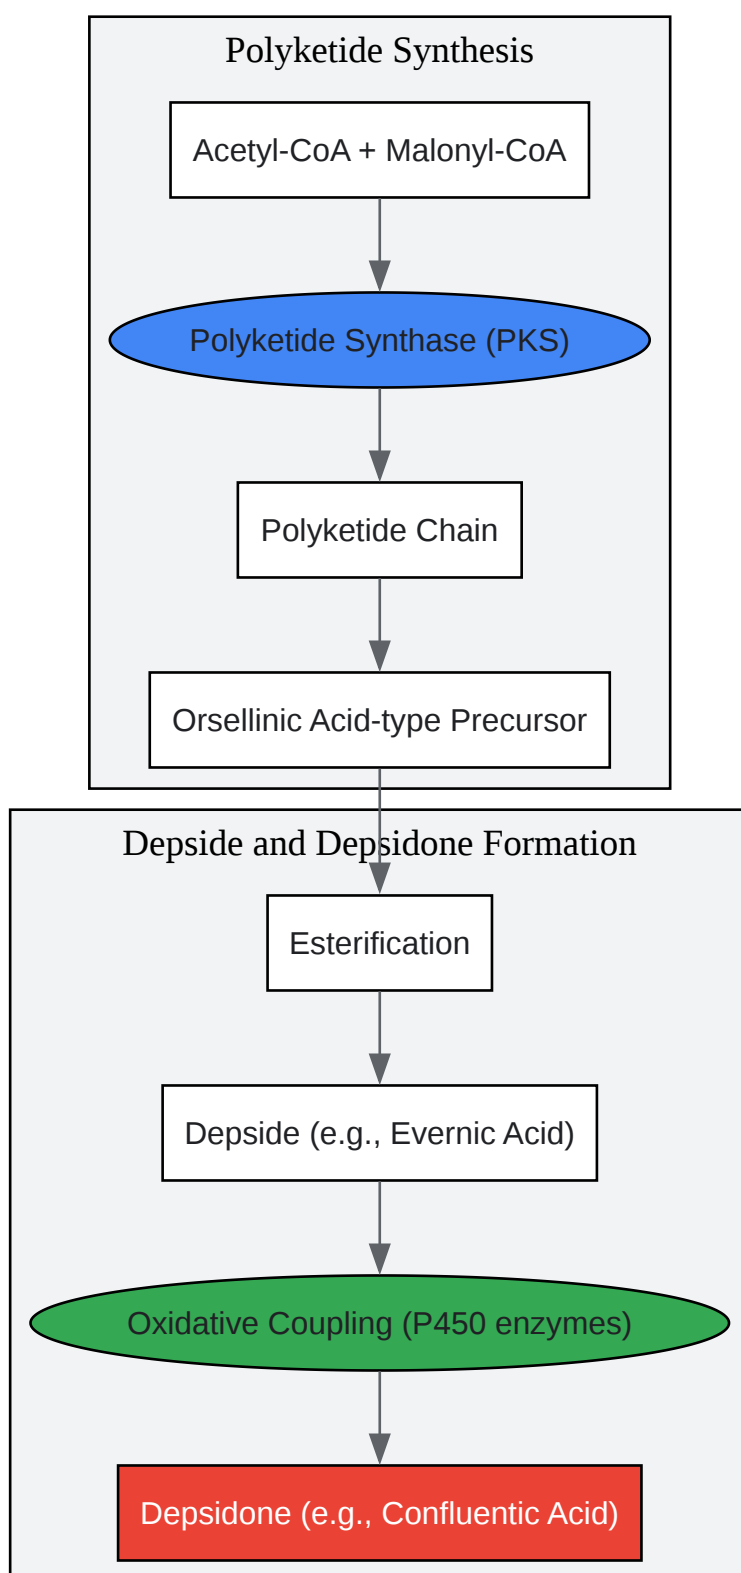 Polyketide Synthesis
Acetyl-CoA + Malonyl-CoA
Polyketide Synthase (PKS)
Polyketide Chain
Orsellinic Acid-type Precursor
Depside and Depsidone Formation
Esterification
Depside (e.g., Evernic Acid)
Oxidative Coupling (P450 enzymes)
Depsidone (e.g., Confluentic Acid)